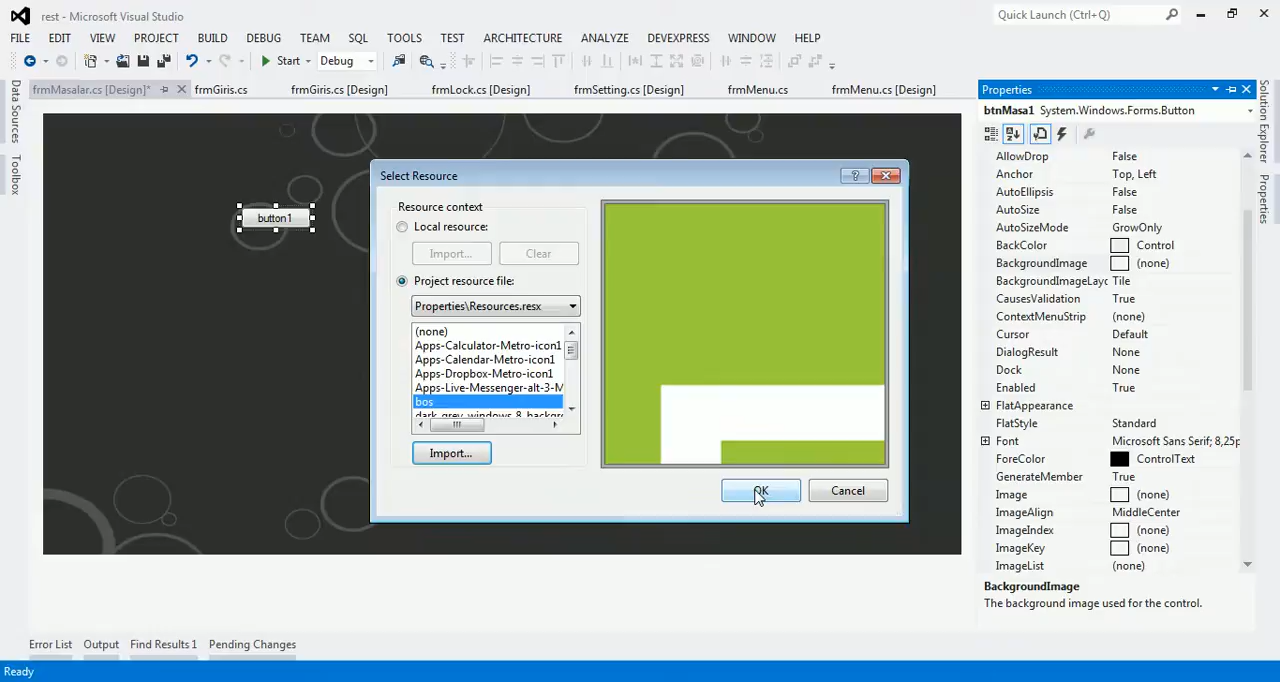 rest - Microsoft Visual Studio
Quick Launch (Ctrl+Q)
FILE EDIT VIEW PROJECT BUILD DEBUG TEAM SQL TOOLS TEST ARCHITECTURE ANALYZE DEVEXPRESS WINDOW HELP
Start Debug
frmMasalar.cs [Design]* frmGiris.cs frmGiris.cs [Design] frmLock.cs [Design] frmSetting.cs [Design] frmMenu.cs frmMenu.cs [Design]
Data Sources
Toolbox
button1
Select Resource
Resource context
Local resource:
Import... Clear
Project resource file:
Properties\Resources.resx
(none)
Apps-Calculator-Metro-icon1
Apps-Calendar-Metro-icon1
Apps-Dropbox-Metro-icon1
Apps-Live-Messenger-alt-3-M
bos
dark_grey_windows_8_backgro
Import...
OK Cancel
Properties
btnMasa1 System.Windows.Forms.Button
AllowDrop False
Anchor Top, Left
AutoEllipsis False
AutoSize False
AutoSizeMode GrowOnly
BackColor Control
BackgroundImage (none)
BackgroundImageLayo Tile
CausesValidation True
ContextMenuStrip (none)
Cursor Default
DialogResult None
Dock None
Enabled True
FlatAppearance
FlatStyle Standard
Font Microsoft Sans Serif; 8,25p
ForeColor ControlText
GenerateMember True
Image (none)
ImageAlign MiddleCenter
ImageIndex (none)
ImageKey (none)
ImageList (none)
BackgroundImage
The background image used for the control.
Solution Explorer
Properties
Error List Output Find Results 1 Pending Changes
Ready